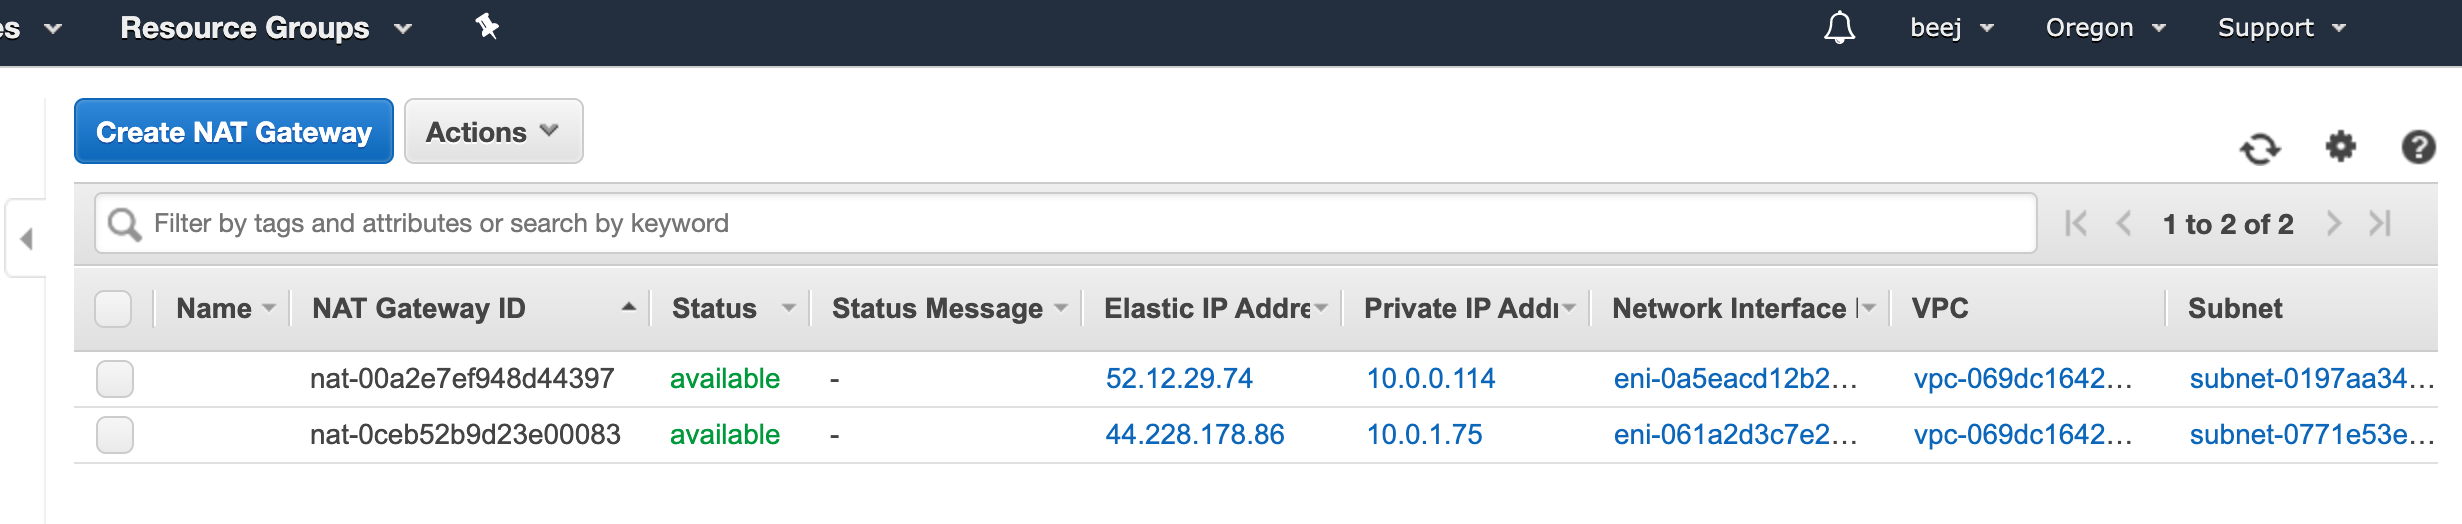 es Resource Groups beej Oregon Support
Create NAT Gateway Actions
Filter by tags and attributes or search by keyword 1 to 2 of 2
Name NAT Gateway ID Status Status Message Elastic IP Addre Private IP Addr Network Interface I VPC Subnet
nat-00a2e7ef948d44397 available - 52.12.29.74 10.0.0.114 eni-0a5eacd12b2... vpc-069dc1642... subnet-0197aa34...
nat-0ceb52b9d23e00083 available - 44.228.178.86 10.0.1.75 eni-061a2d3c7e2... vpc-069dc1642... subnet-0771e53e...